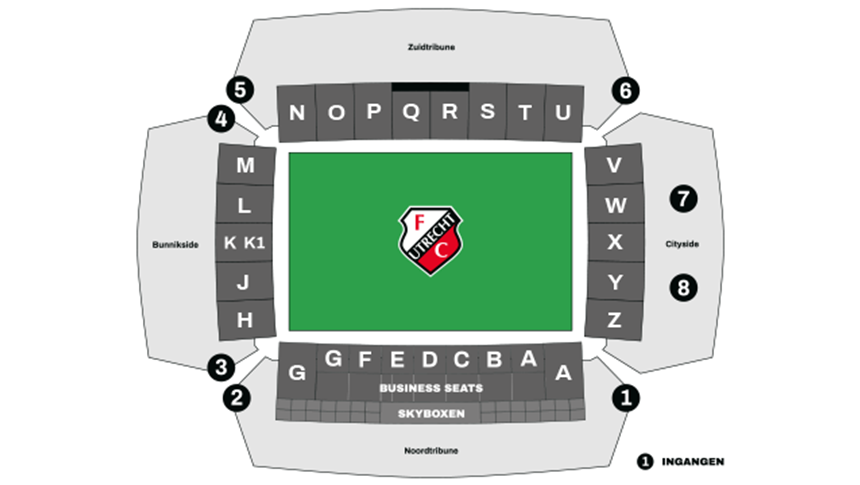 Zuidtribune
5
6
4
N O P Q R S T U
M
V
L
W
7
K K1
X
Bunnikside
Cityside
F
UTRECHT
C
J
Y
8
H
Z
3
G G F E D C B A A
BUSINESS SEATS
2
1
SKYBOXEN
Noordtribune
1 INGANGEN